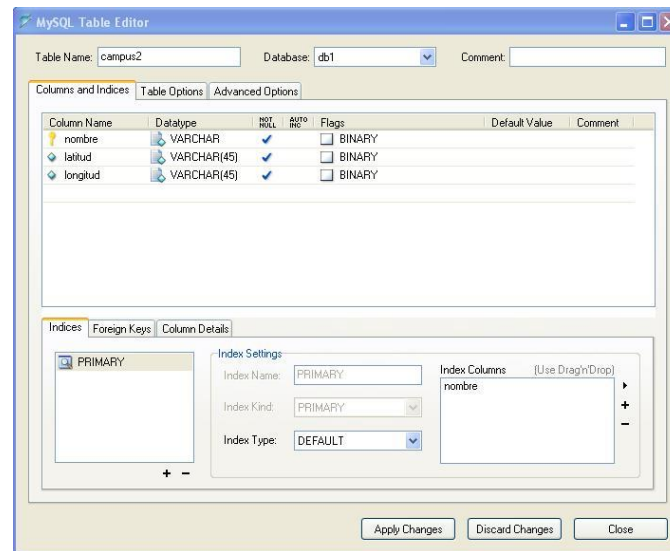 MySQL Table Editor
Table Name: campus2 Database: db1 Comment:
Columns and Indices Table Options Advanced Options
Column Name Datatype NOT NULL AUTO INC Flags Default Value Comment
nombre VARCHAR BINARY
latitud VARCHAR(45) BINARY
longitud VARCHAR(45) BINARY
Indices Foreign Keys Column Details
PRIMARY
Index Settings
Index Name: PRIMARY
Index Kind: PRIMARY
Index Type: DEFAULT
Index Columns (Use Drag'n'Drop)
nombre
Apply Changes Discard Changes Close